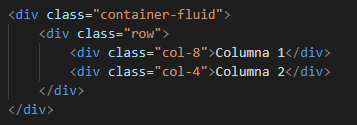 <div class="container-fluid">
    <div class="row">
        <div class="col-8">Columna 1</div>
        <div class="col-4">Columna 2</div>
    </div>
</div>